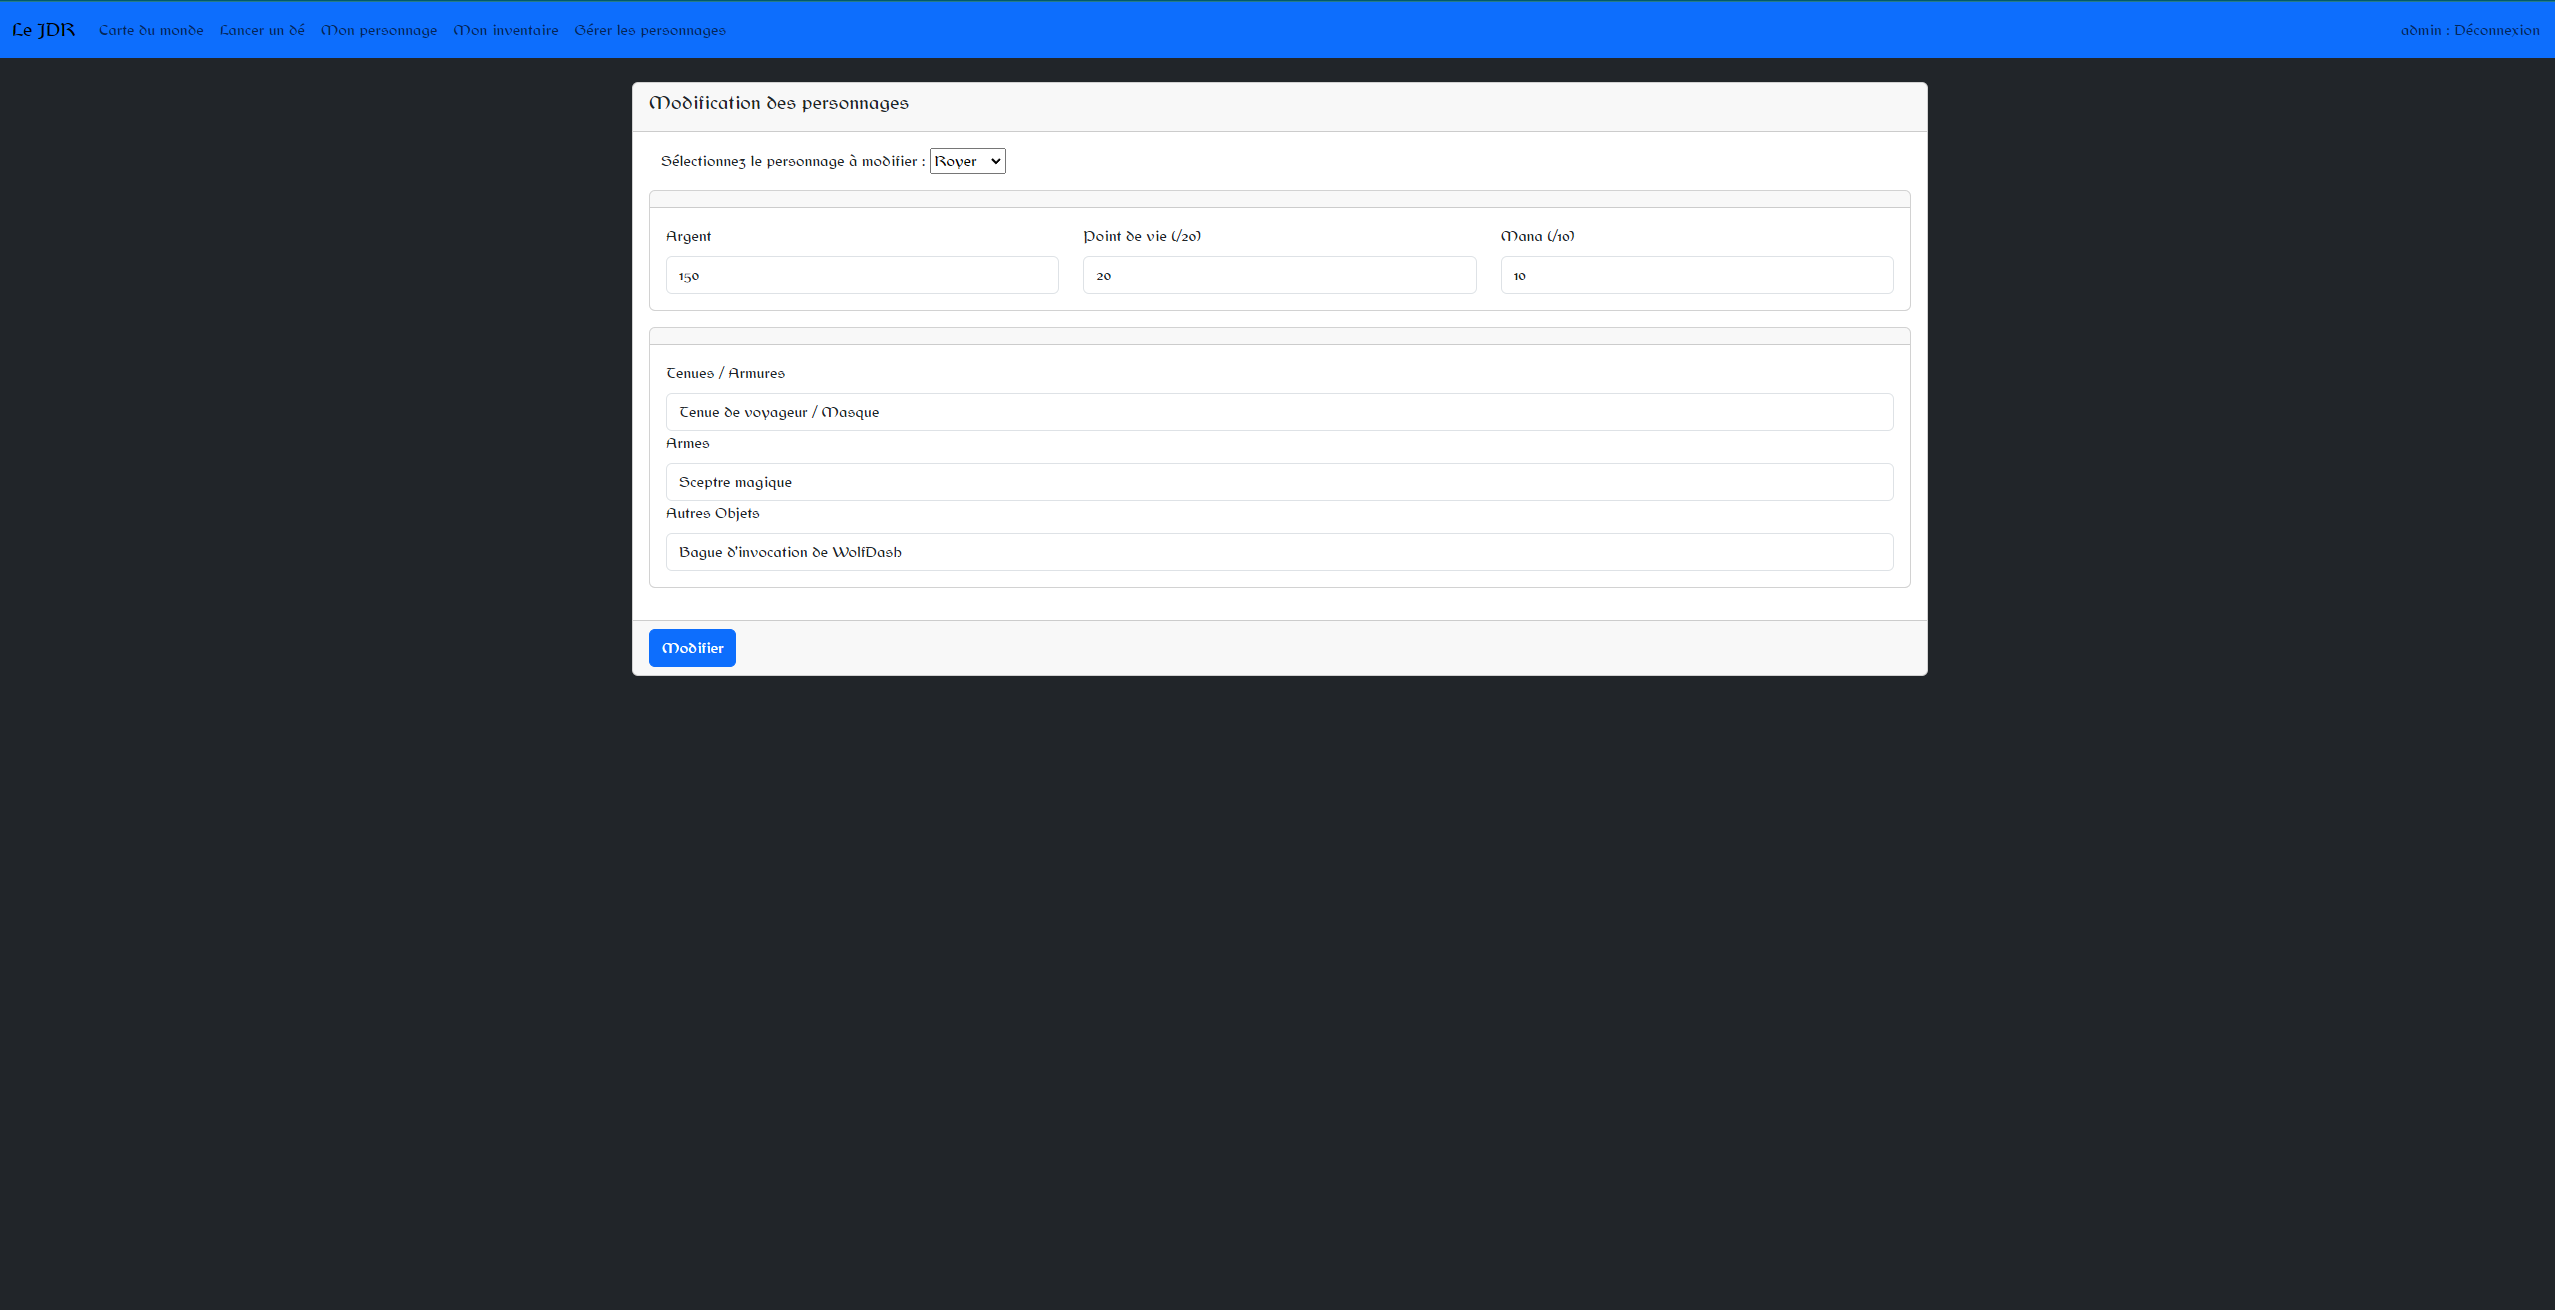 Le JDR Carte du monde Lancer un dé Mon personnage Mon inventaire Gérer les personnages admin : Déconnexion
Modification des personnages
Sélectionnez le personnage à modifier : Royer
Argent Point de vie (/20) Mana (/10)
150 20 10
Tenues / Armures
Tenue de voyageur / Masque
Armes
Sceptre magique
Autres Objets
Bague d'invocation de WolfDash
Modifier